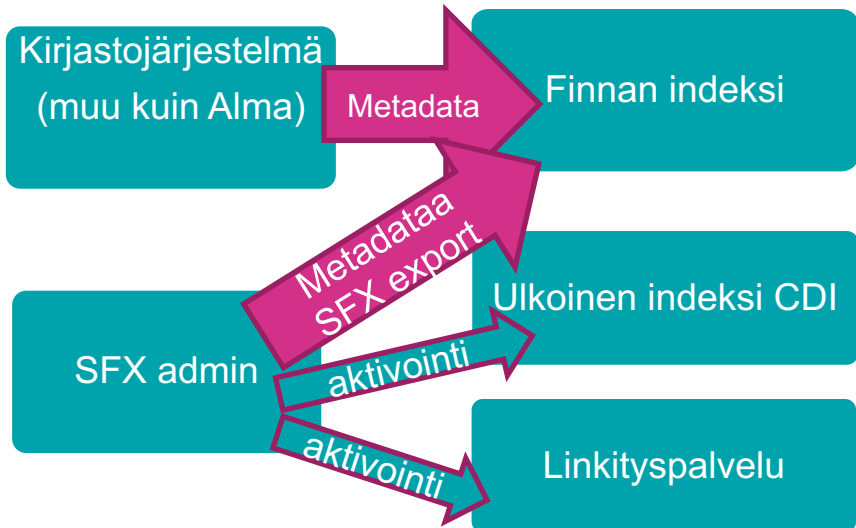 Kirjastojärjestelmä
(muu kuin Alma)
Metadata
Finnan indeksi
Metadataa
SFX export
Ulkoinen indeksi CDI
SFX admin
aktivointi
aktivointi
Linkityspalvelu